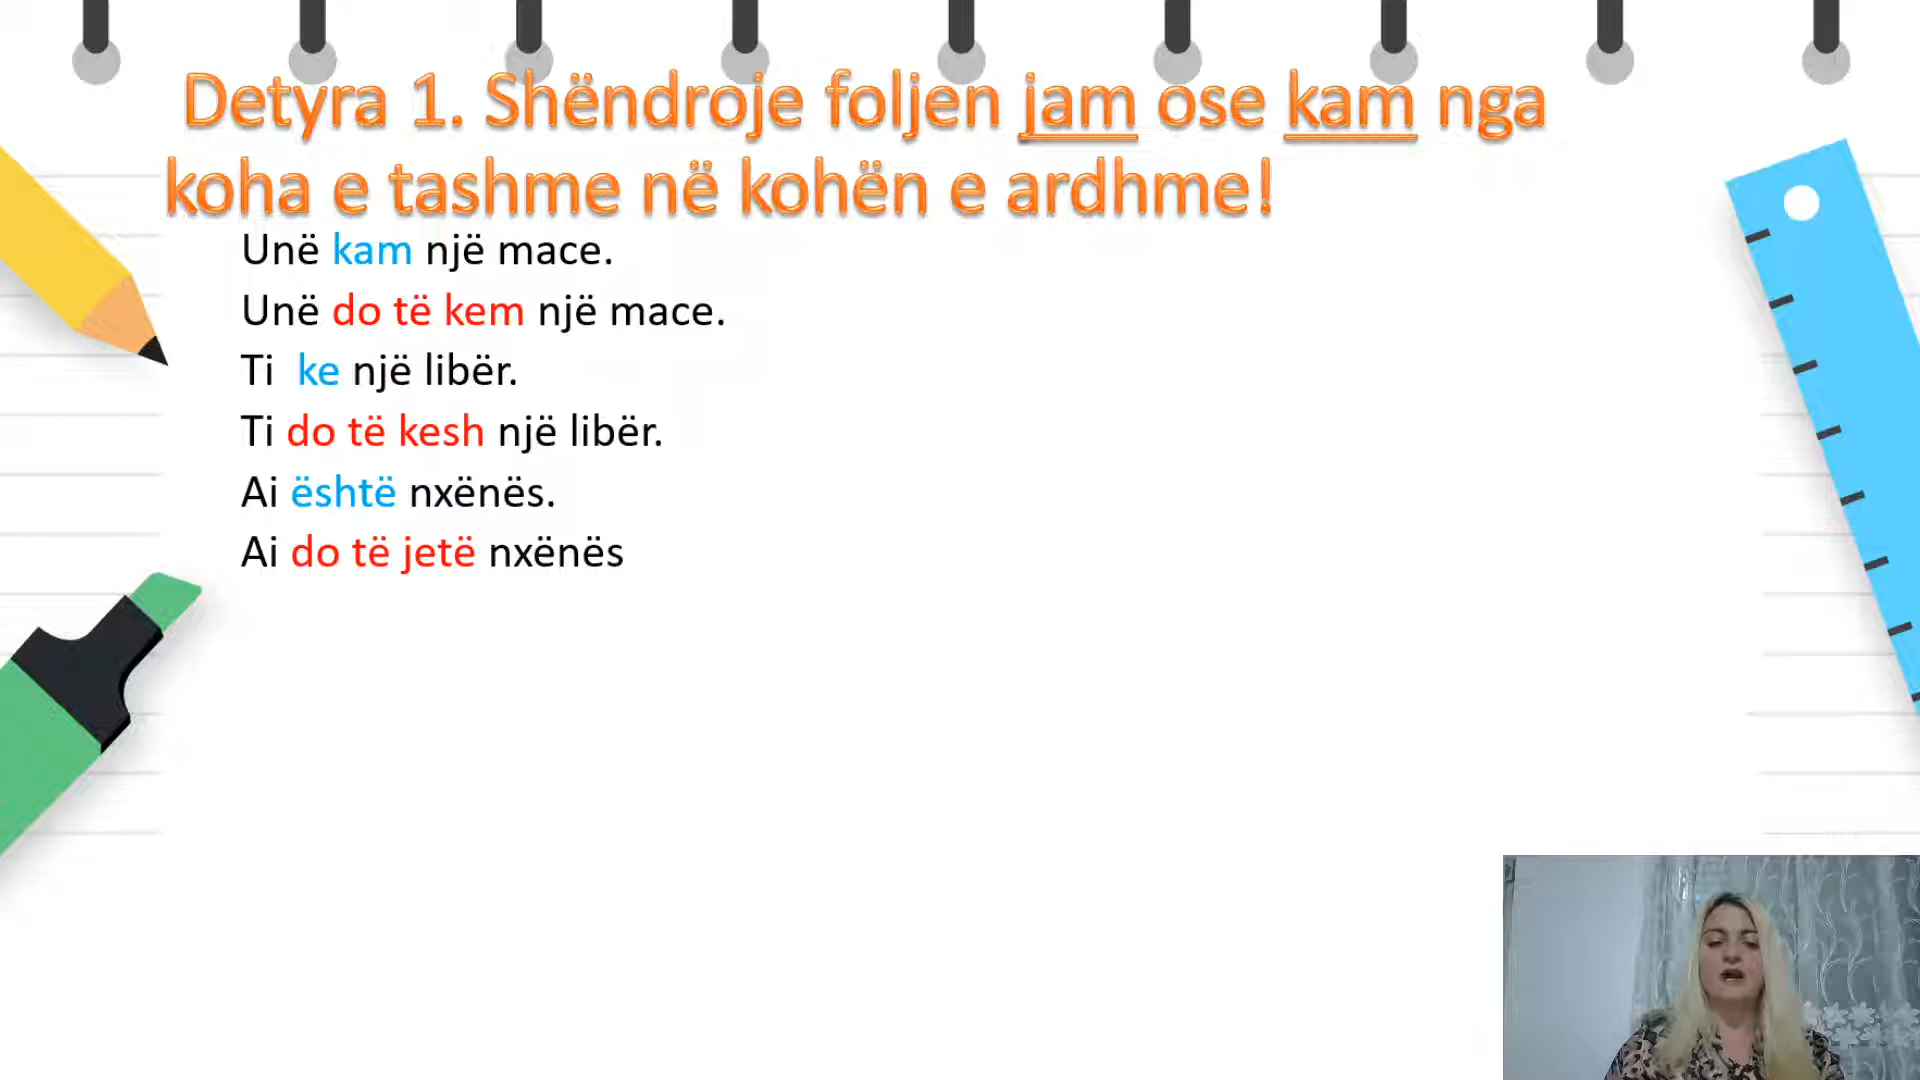 Detyra 1. Shëndroje foljen jam ose kam nga
koha e tashme në kohën e ardhme!
Unë kam një mace.
Unë do të kem një mace.
Ti  ke një libër.
Ti do të kesh një libër.
Ai është nxënës.
Ai do të jetë nxënës